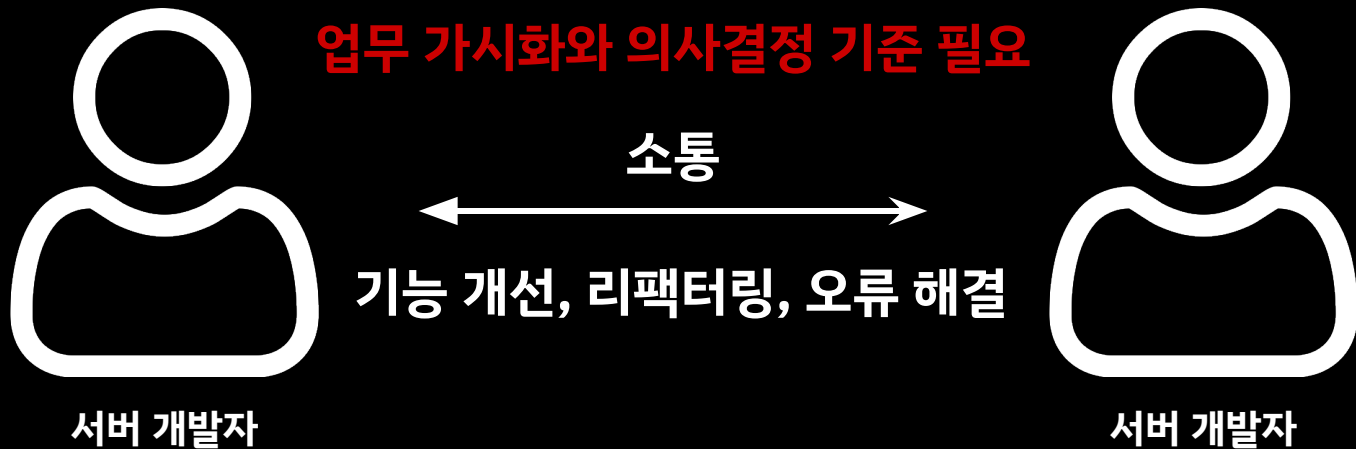 업무 가시화와 의사결정 기준 필요
소통
기능 개선, 리팩터링, 오류 해결
서버 개발자
서버 개발자